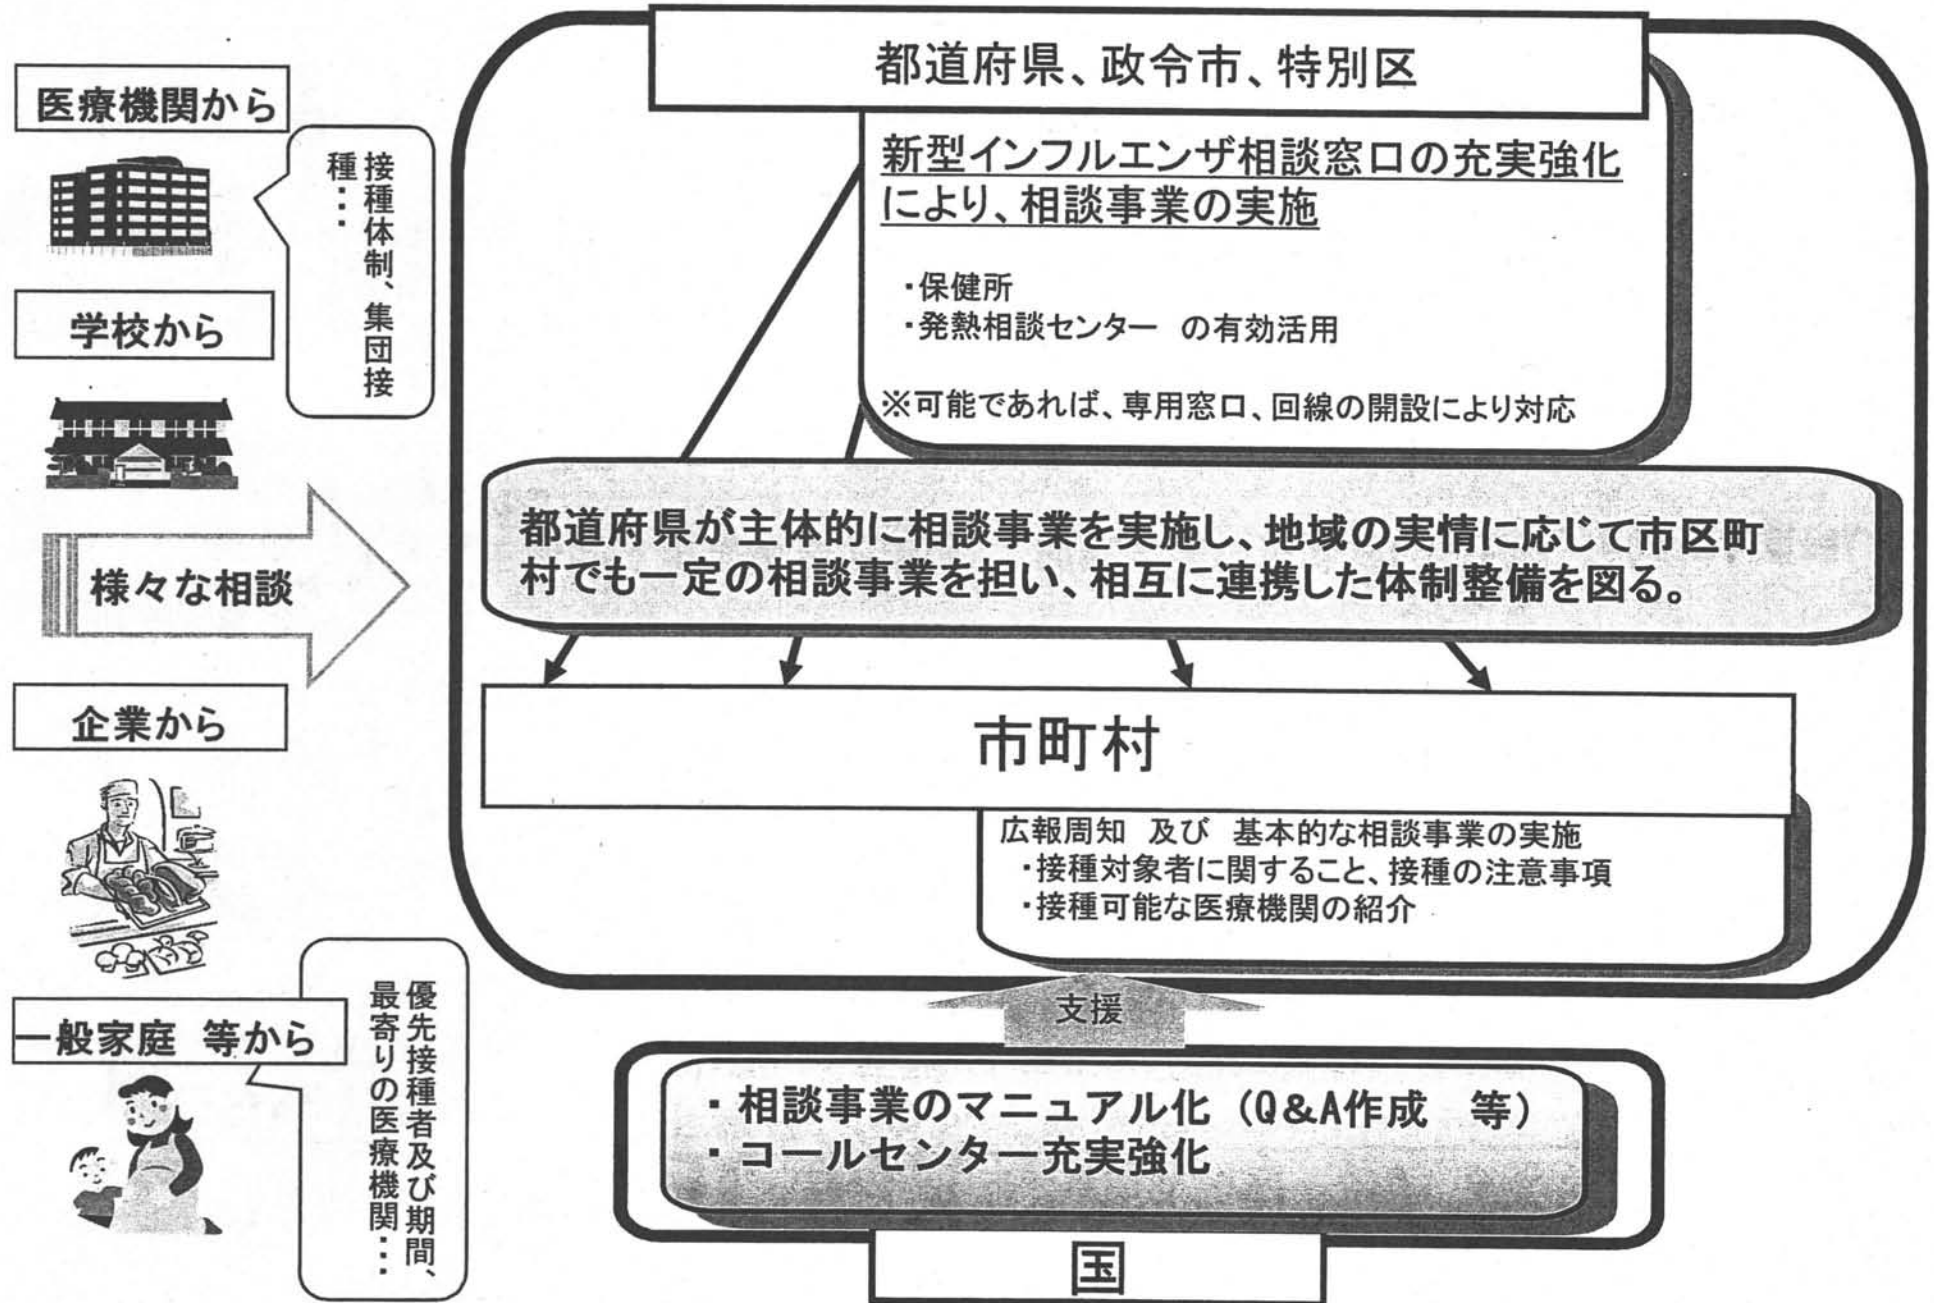 都道府県、政令市、特別区
医療機関から
接種体制、集団接
種・・・
新型インフルエンザ相談窓口の充実強化
により、相談事業の実施
・保健所
・発熱相談センター の有効活用
※可能であれば、専用窓口、回線の開設により対応
学校から
様々な相談
都道府県が主体的に相談事業を実施し、地域の実情に応じて市区町
村でも一定の相談事業を担い、相互に連携した体制整備を図る。
企業から
市町村
広報周知 及び 基本的な相談事業の実施
・接種対象者に関すること、接種の注意事項
・接種可能な医療機関の紹介
一般家庭 等から
優先接種者及び期間、
最寄りの医療機関・・・
支援
・相談事業のマニュアル化（Q&A作成 等）
・コールセンター充実強化
国